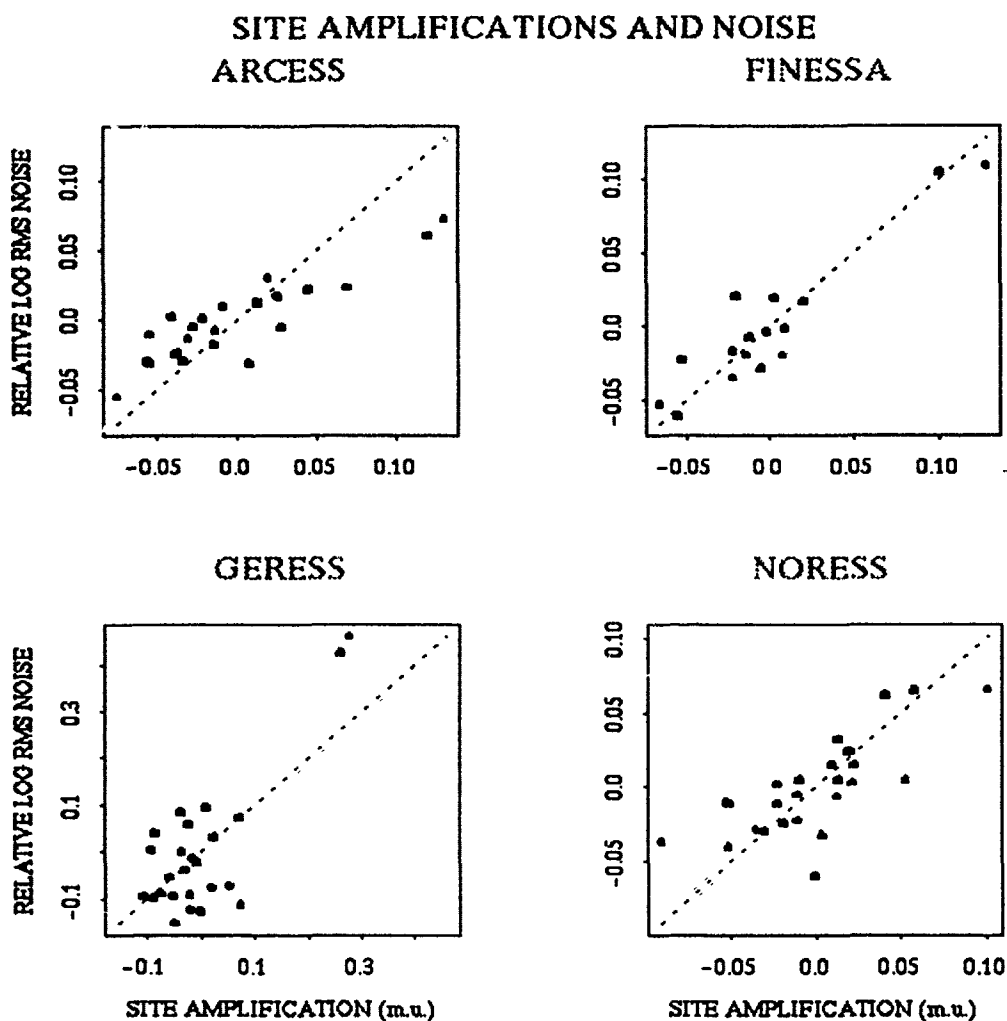 SITE AMPLIFICATIONS AND NOISE
ARCESS
FINESSA
RELATIVE LOG RMS NOISE
0.10
0.05
0.0
-0.05
-0.05 0.0 0.05 0.10
0.10
0.05
0.0
-0.05
-0.05 0.0 0.05 0.10
GERESS
NORESS
RELATIVE LOG RMS NOISE
0.3
0.1
-0.1
-0.1 0.1 0.3
SITE AMPLIFICATION (m.u.)
0.10
0.05
0.0
-0.05
-0.05 0.0 0.05 0.10
SITE AMPLIFICATION (m.u.)